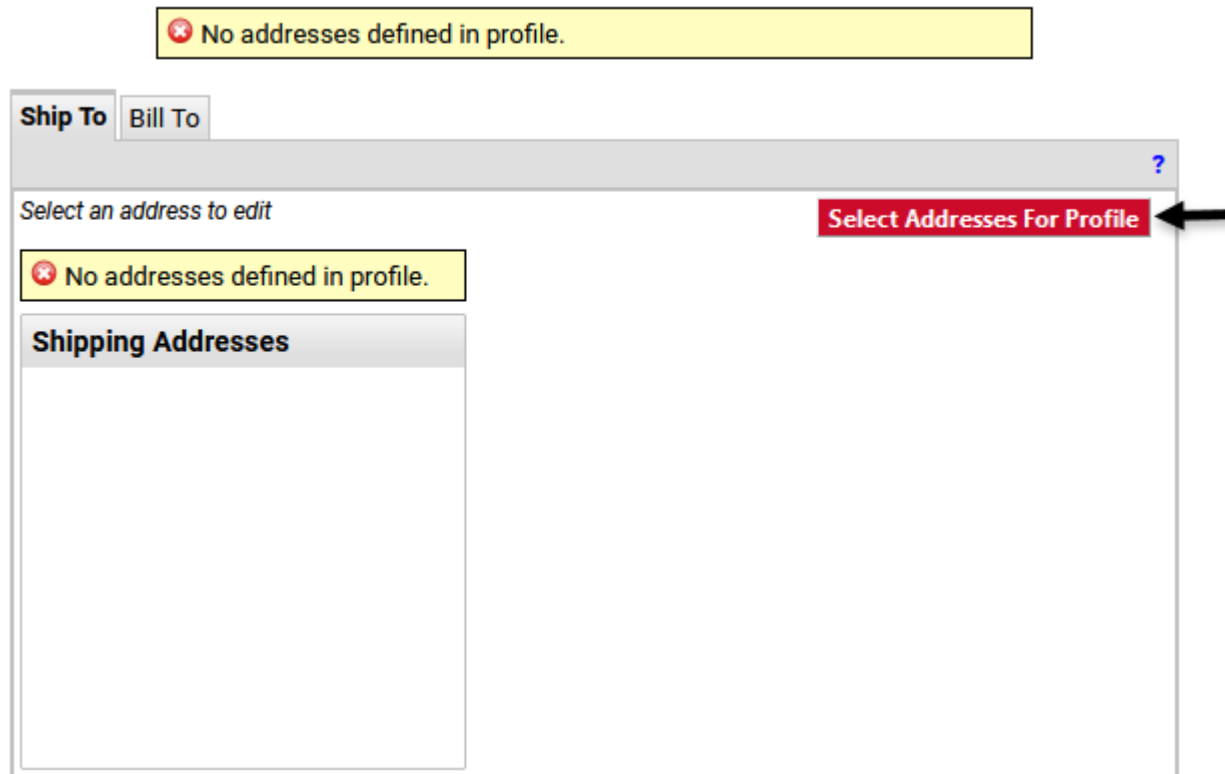 No addresses defined in profile.
Ship To
Bill To
?
Select an address to edit
Select Addresses For Profile
No addresses defined in profile.
Shipping Addresses